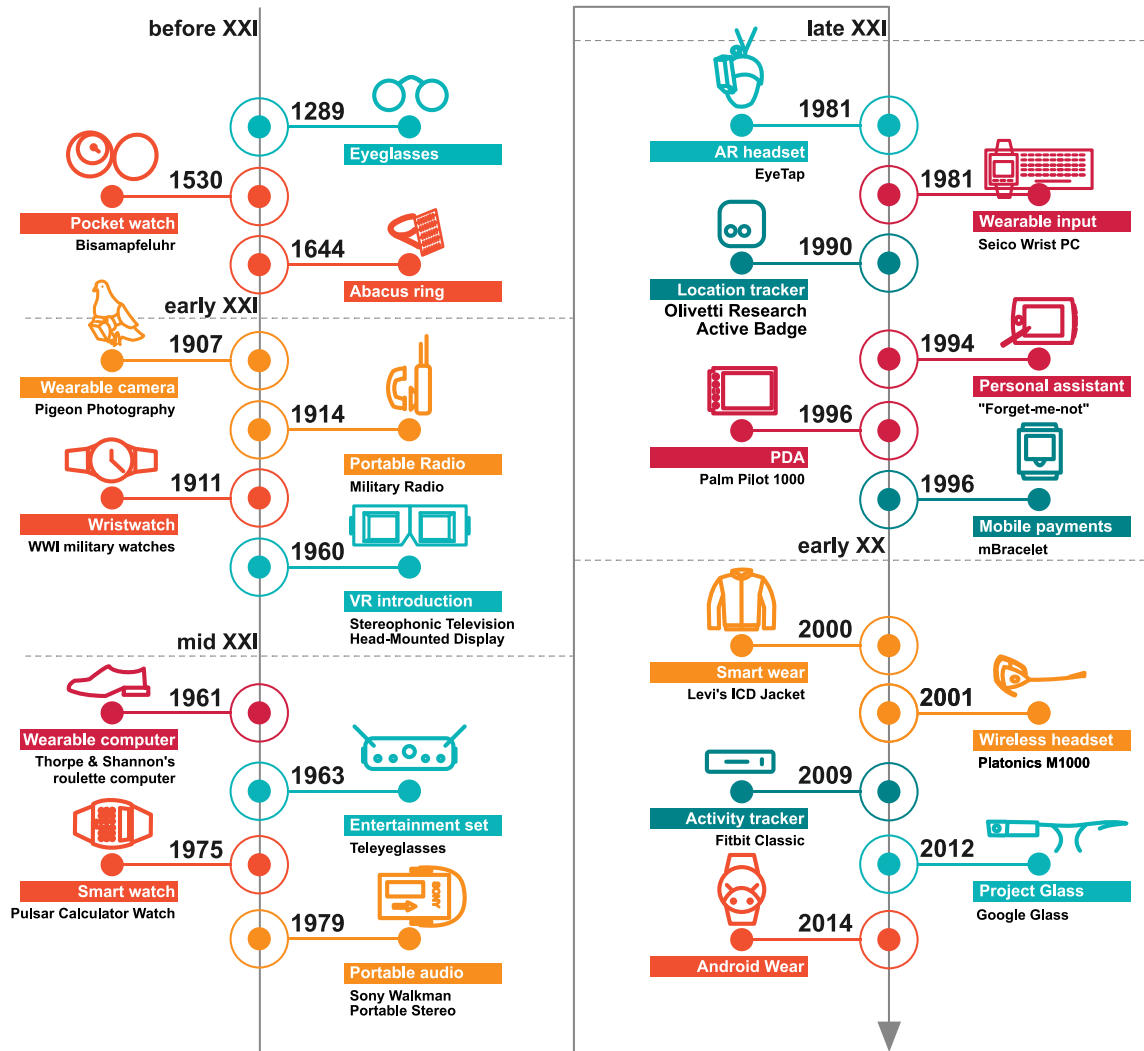 before XXI
1289
Eyeglasses
1530
Pocket watch
Bisamapfeluhr
1644
Abacus ring
early XXI
1907
Wearable camera
Pigeon Photography
1914
Portable Radio
Military Radio
1911
Wristwatch
WWI military watches
1960
VR introduction
Stereophonic Television
Head-Mounted Display
mid XXI
1961
Wearable computer
Thorpe & Shannon's
roulette computer
1963
Entertainment set
Teleyeglasses
1975
Smart watch
Pulsar Calculator Watch
SONY
1979
Portable audio
Sony Walkman
Portable Stereo
late XXI
1981
AR headset
EyeTap
1981
Wearable input
Seico Wrist PC
1990
Location tracker
Olivetti Research
Active Badge
1994
Personal assistant
"Forget-me-not"
1996
PDA
Palm Pilot 1000
1996
Mobile payments
mBracelet
early XX
2000
Smart wear
Levi's ICD Jacket
2001
Wireless headset
Platonics M1000
2009
Activity tracker
Fitbit Classic
2012
Project Glass
Google Glass
2014
Android Wear